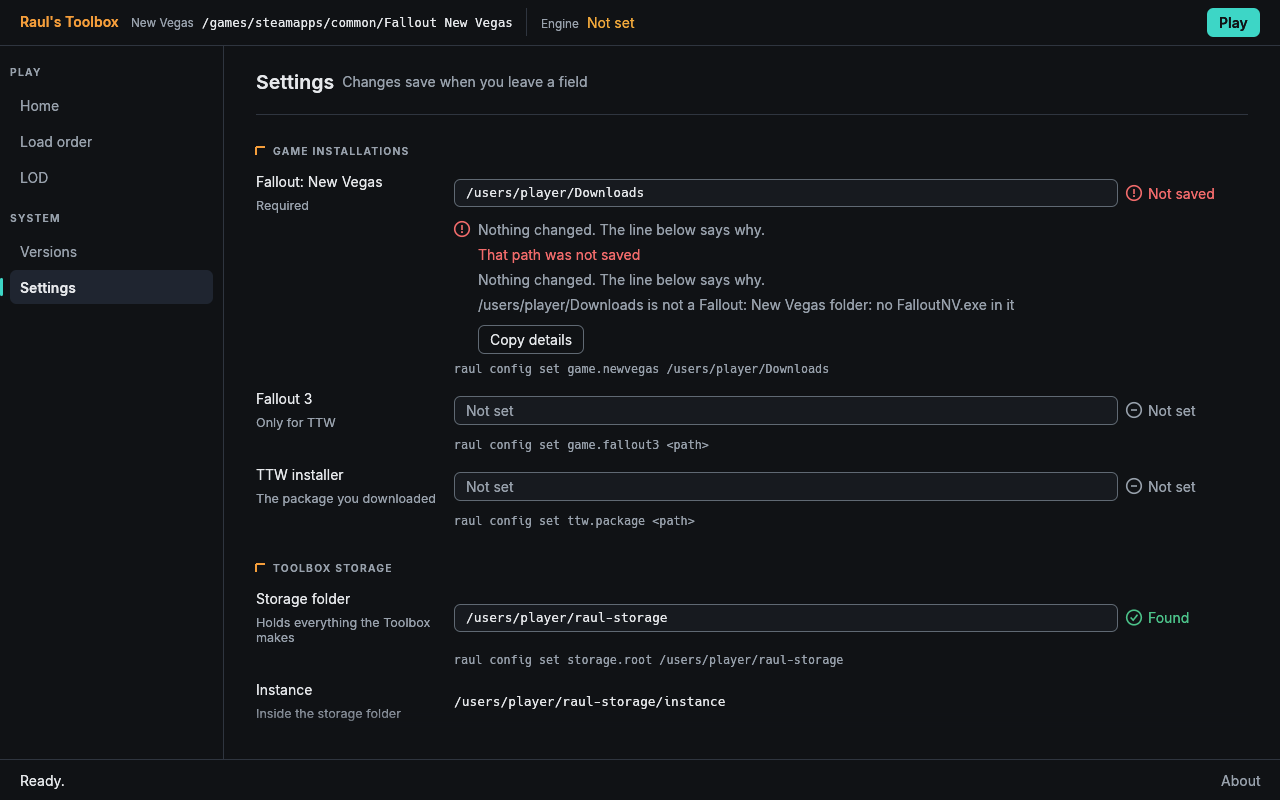 Raul's Toolbox New Vegas /games/steamapps/common/Fallout New Vegas Engine Not set Play
PLAY
Home
Load order
LOD
SYSTEM
Versions
Settings
Settings Changes save when you leave a field
GAME INSTALLATIONS
Fallout: New Vegas
Required
/users/player/Downloads
Not saved
Nothing changed. The line below says why.
That path was not saved
Nothing changed. The line below says why.
/users/player/Downloads is not a Fallout: New Vegas folder: no FalloutNV.exe in it
Copy details
raul config set game.newvegas /users/player/Downloads
Fallout 3
Only for TTW
Not set
Not set
raul config set game.fallout3 <path>
TTW installer
The package you downloaded
Not set
Not set
raul config set ttw.package <path>
TOOLBOX STORAGE
Storage folder
Holds everything the Toolbox
makes
/users/player/raul-storage
Found
raul config set storage.root /users/player/raul-storage
Instance
Inside the storage folder
/users/player/raul-storage/instance
Ready.
About